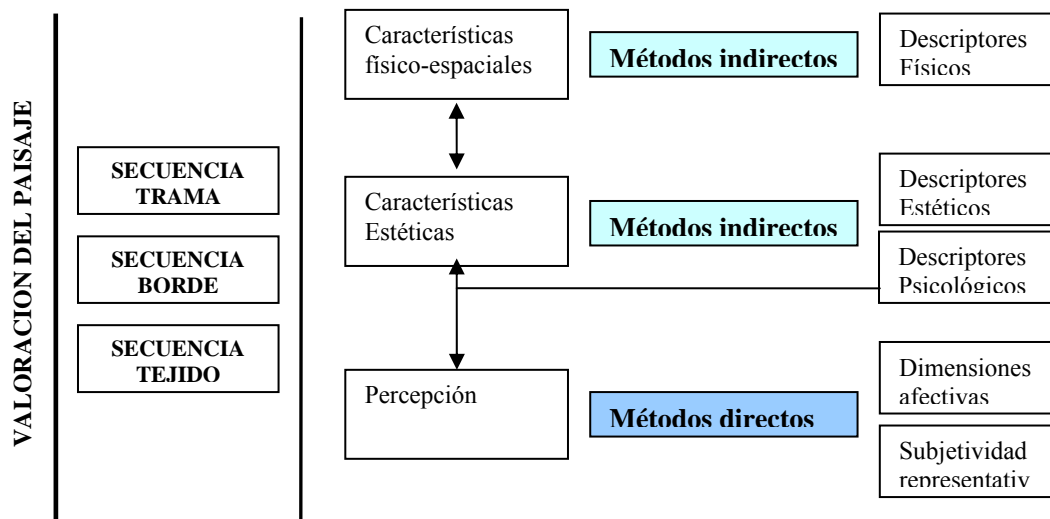 VALORACION DEL PAISAJE
SECUENCIA
TRAMA
SECUENCIA
BORDE
SECUENCIA
TEJIDO
Características
físico-espaciales
Métodos indirectos
Descriptores
Físicos
Características
Estéticas
Métodos indirectos
Descriptores
Estéticos
Descriptores
Psicológicos
Percepción
Métodos directos
Dimensiones
afectivas
Subjetividad
representativ